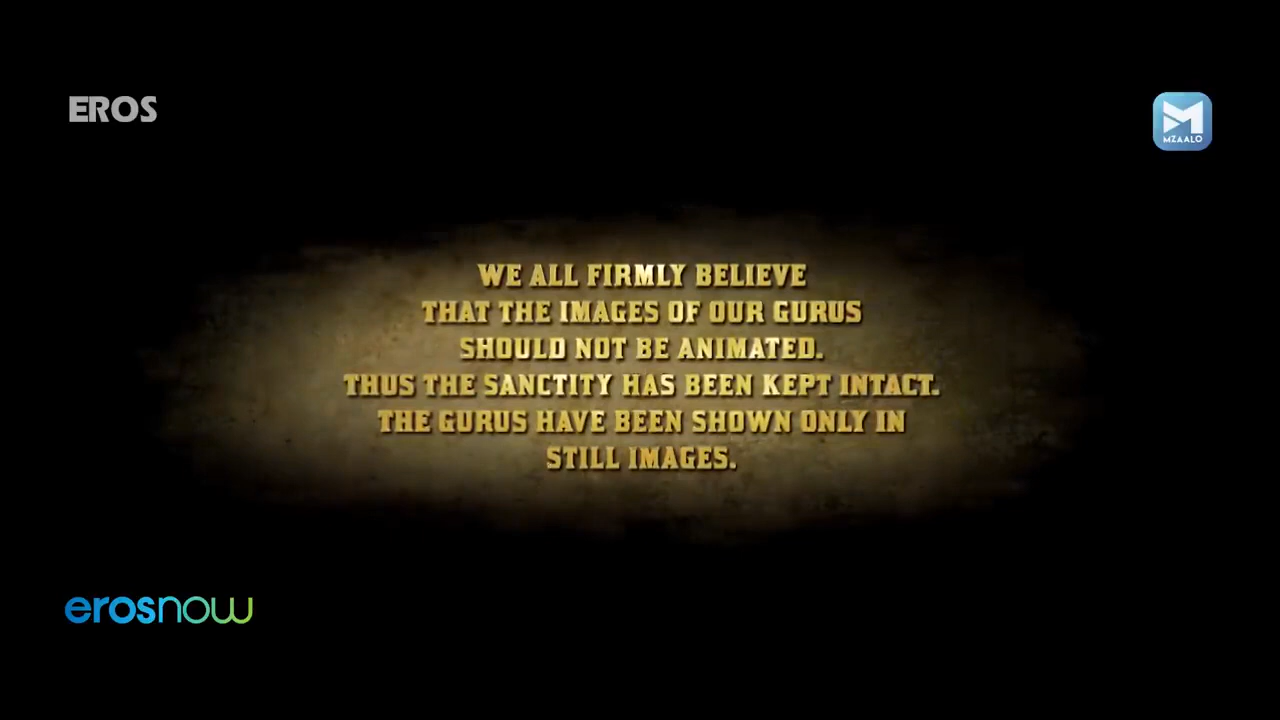 EROS
MZAALO
WE ALL FIRMLY BELIEVE
THAT THE IMAGES OF OUR GURUS
SHOULD NOT BE ANIMATED.
THUS THE SANCTITY HAS BEEN KEPT INTACT.
THE GURUS HAVE BEEN SHOWN ONLY IN
STILL IMAGES.
erosnow